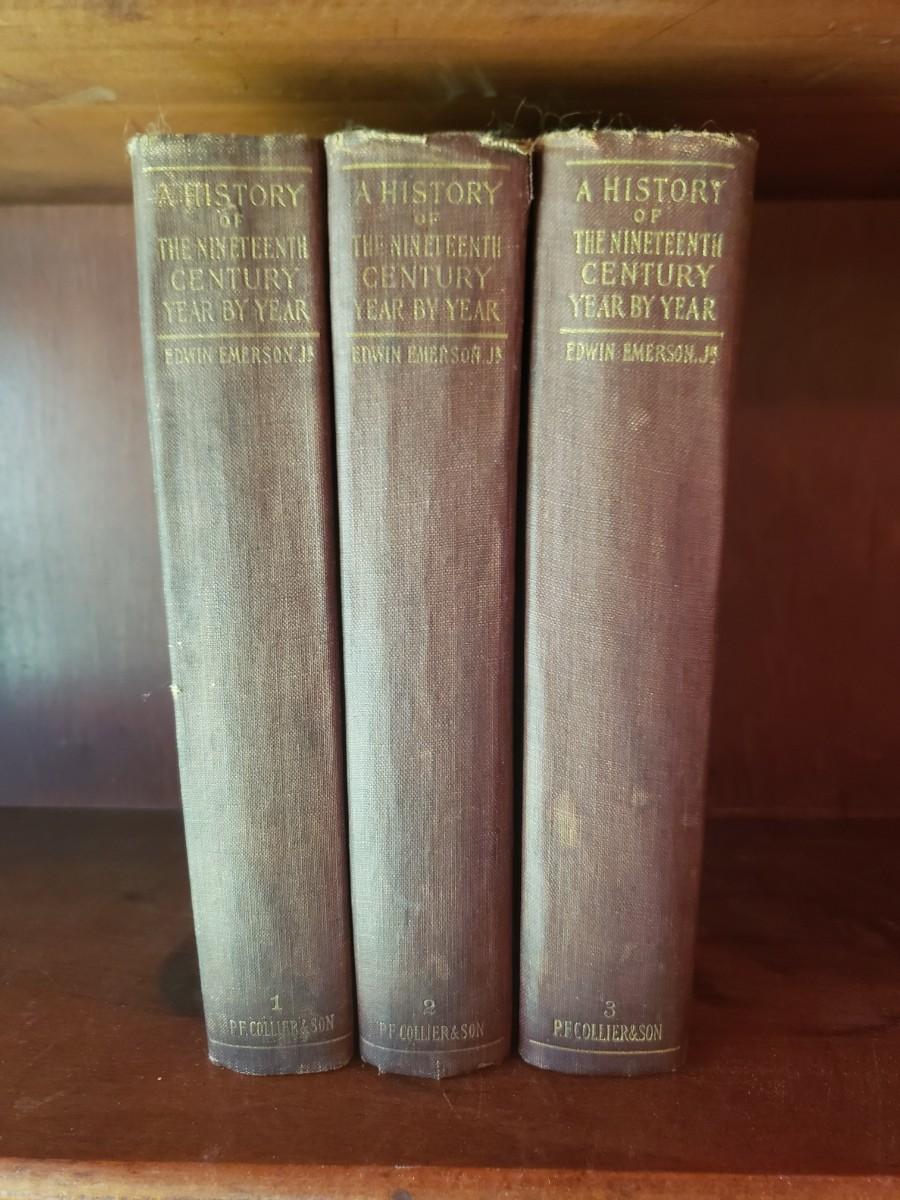 A HISTORY
OF
THE NINETEENTH
CENTURY
YEAR BY YEAR
EDWIN EMERSON, JR
1
P.F. COLLIER & SON
A HISTORY
OF
THE NINETEENTH
CENTURY
YEAR BY YEAR
EDWIN EMERSON, JR
2
P.F. COLLIER & SON
A HISTORY
OF
THE NINETEENTH
CENTURY
YEAR BY YEAR
EDWIN EMERSON, JR
3
P.F. COLLIER & SON